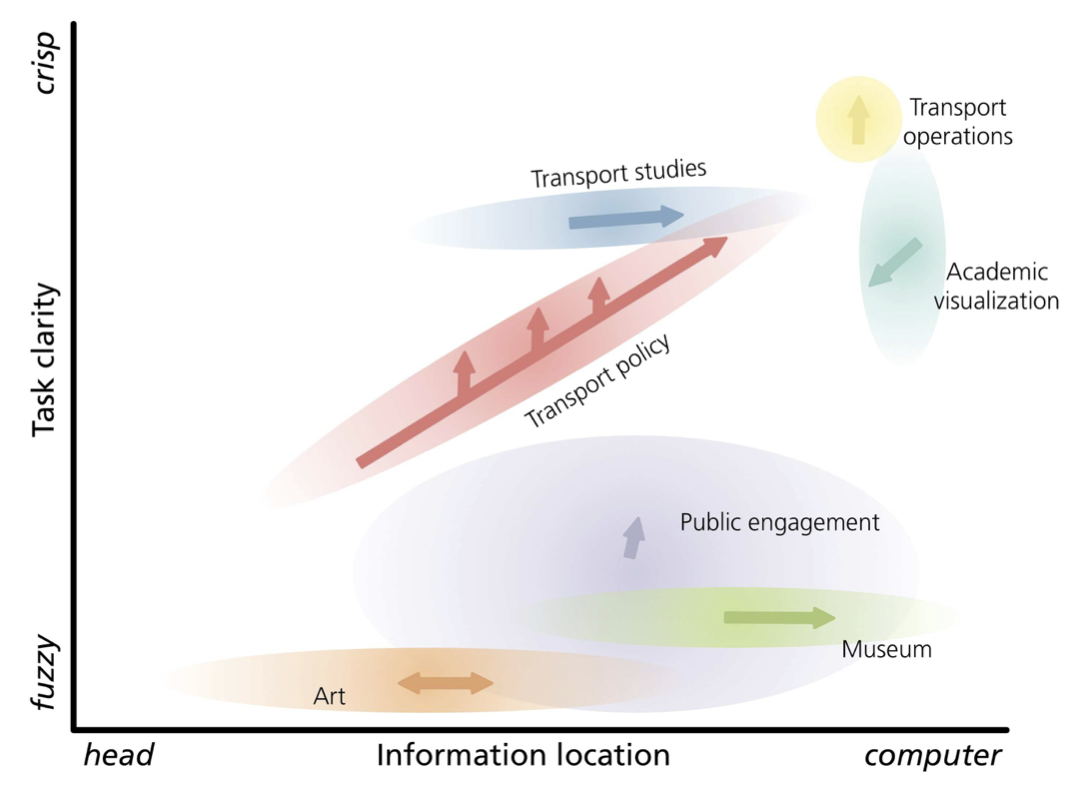 crisp
Transport
operations
Transport studies
Academic
visualization
Task clarity
Transport policy
Public engagement
Museum
fuzzy
Art
head
Information location
computer